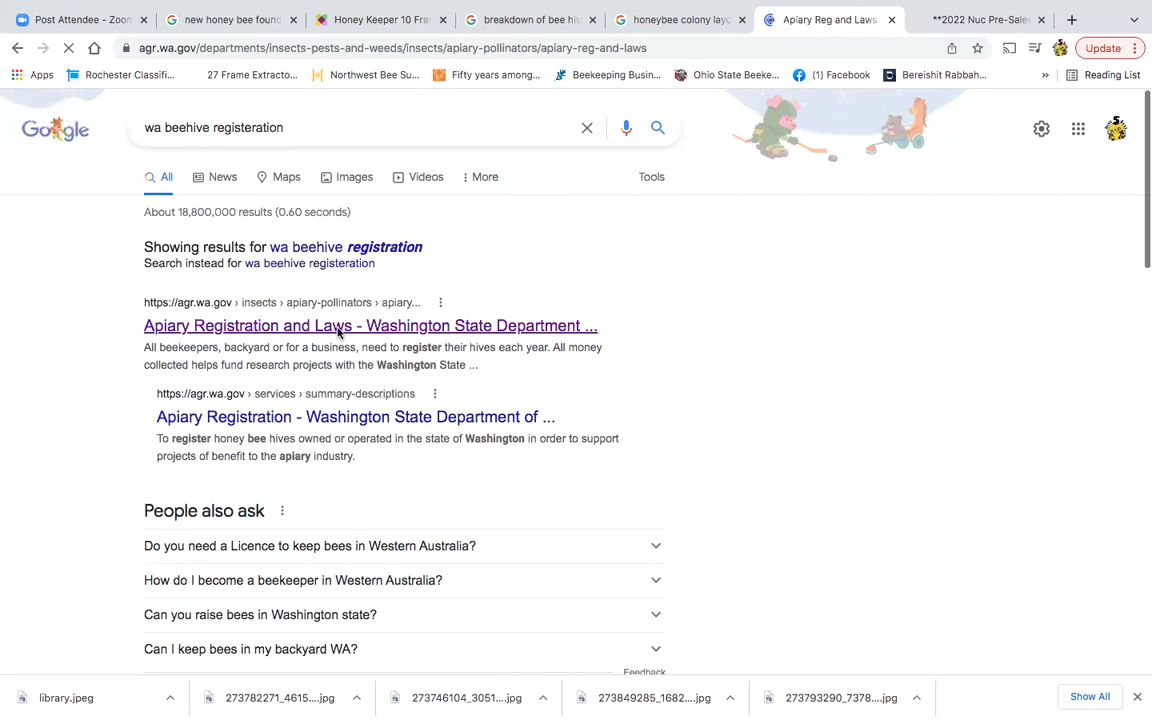 Post Attendee - Zoom
new honey bee found
Honey Keeper 10 Fra
breakdown of bee hiv
honeybee colony layo
Apiary Reg and Laws
**2022 Nuc Pre-Sale
agr.wa.gov/departments/insects-pests-and-weeds/insects/apiary-pollinators/apiary-reg-and-laws
Update
Apps
Rochester Classifi...
27 Frame Extracto...
Northwest Bee Su...
Fifty years among...
Beekeeping Busin...
Ohio State Beeke...
(1) Facebook
Bereishit Rabbah...
»
Reading List
Google
wa beehive registeration
All
News
Maps
Images
Videos
More
Tools
About 18,800,000 results (0.60 seconds)
Showing results for wa beehive registration
Search instead for wa beehive registeration
https://agr.wa.gov › insects › apiary-pollinators › apiary...
Apiary Registration and Laws - Washington State Department ...
All beekeepers, backyard or for a business, need to register their hives each year. All money
collected helps fund research projects with the Washington State ...
https://agr.wa.gov › services › summary-descriptions
Apiary Registration - Washington State Department of ...
To register honey bee hives owned or operated in the state of Washington in order to support
projects of benefit to the apiary industry.
People also ask
Do you need a Licence to keep bees in Western Australia?
How do I become a beekeeper in Western Australia?
Can you raise bees in Washington state?
Can I keep bees in my backyard WA?
Feedback
library.jpeg
273782271_4615....jpg
273746104_3051....jpg
273849285_1682....jpg
273793290_7378....jpg
Show All